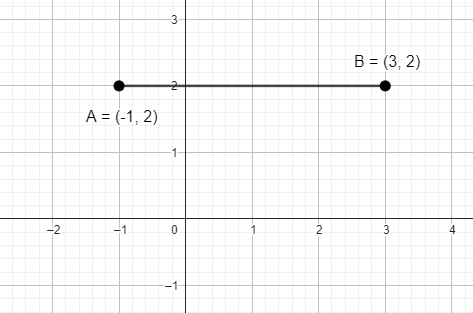 3
B = (3, 2)
2
A = (-1, 2)
1
–2 –1 0 1 2 3 4
–1